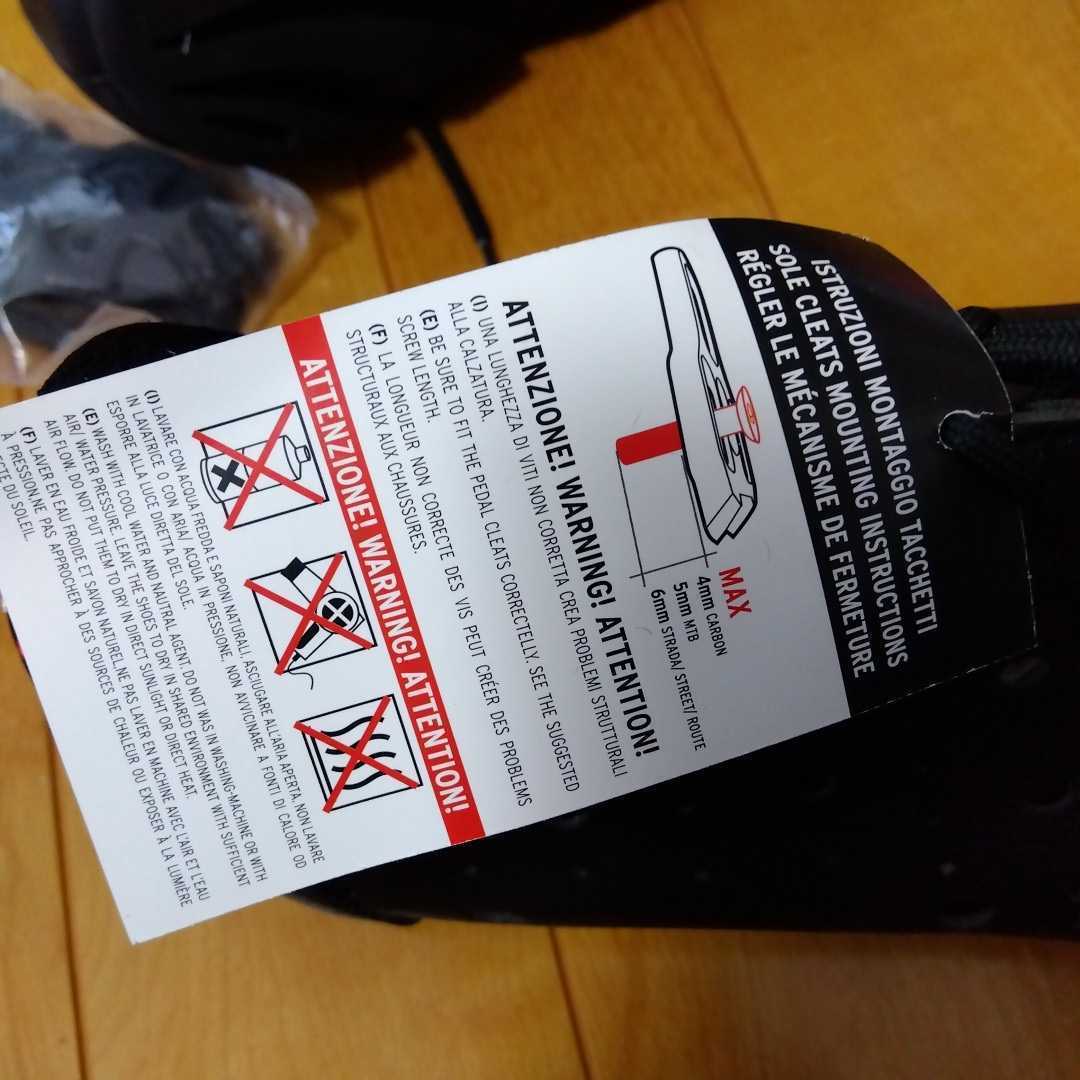 ISTRUZIONI MONTAGGIO TACCHETTI
SOLE CLEATS MOUNTING INSTRUCTIONS
RÉGLER LE MÉCANISME DE FERMETURE
MAX
4mm CARBON
5mm MTB
6mm STRADA/ STREET/ ROUTE
ATTENZIONE! WARNING! ATTENTION!
(I) UNA LUNGHEZZA DI VITI NON CORRETTA CREA PROBLEMI STRUTTURALI
ALLA CALZATURA.
(E) BE SURE TO FIT THE PEDAL CLEATS CORRECTELLY. SEE THE SUGGESTED
SCREW LENGTH.
(F) LA LONGUEUR NON CORRECTE DES VIS PEUT CRÉER DES PROBLEMS
STRUCTURAUX AUX CHAUSSURES.
ATTENZIONE! WARNING! ATTENTION!
(I) LAVARE CON ACQUA FREDDA E SAPONI NATURALI, ASCIUGARE ALL'ARIA APERTA. NON LAVARE
IN LAVATRICE O CON ARIA/ ACQUA IN PRESSIONE. NON AVVICINARE A FONTI DI CALORE OD
ESPORRE ALLA LUCE DIRETTA DEL SOLE.
(E) WASH WITH COOL WATER AND NAUTRAL AGENT. DO NOT WAS IN WASHING-MACHINE OR WITH
AIR/ WATER PRESSURE. LEAVE THE SHOES TO DRY IN SHARED ENVIRONMENT WITH SUFFICIENT
AIR FLOW. DO NOT PUT THEM TO DRY IN DIRECT SUNLIGHT OR DIRECT HEAT.
(F) LAVER EN EAU FROIDE ET SAVON NATUREL,NE PAS LAVER EN MACHINE AVEC L'AIR ET L'EAU
À PRESSION.NE PAS APPROCHER À DES SOURCES DE CHALEUR OU EXPOSER À LA LUMIÈRE
DU SOLEIL.